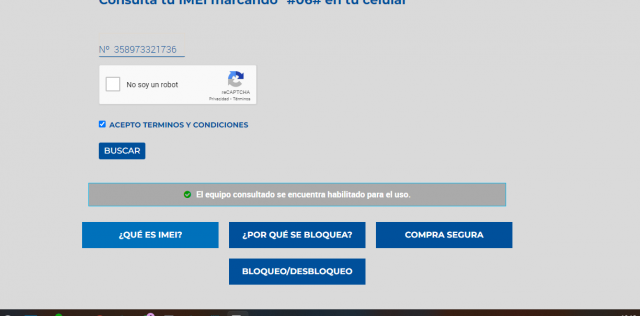 Consulta tu IMEI marcando *#06# en tu celular
Nº 358973321736
No soy un robot
reCAPTCHA
Privacidad - Términos
ACEPTO TERMINOS Y CONDICIONES
BUSCAR
El equipo consultado se encuentra habilitado para el uso.
¿QUÉ ES IMEI?
¿POR QUÉ SE BLOQUEA?
COMPRA SEGURA
BLOQUEO/DESBLOQUEO